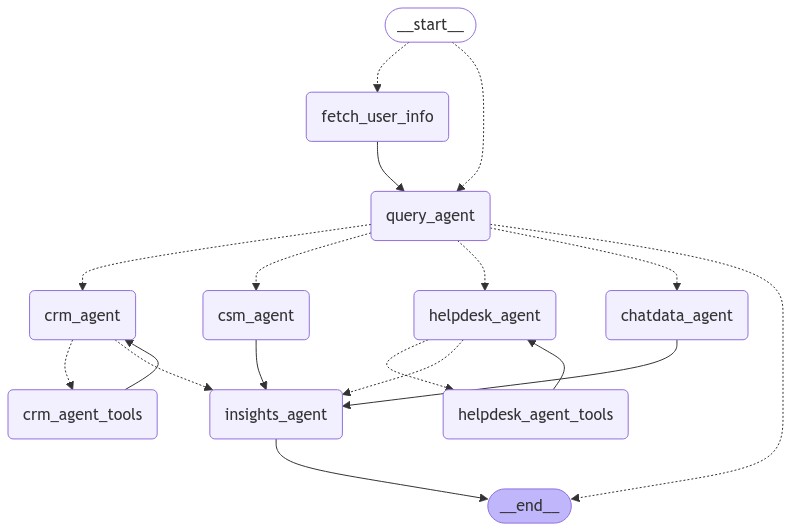 __start__
fetch_user_info
query_agent
crm_agent
csm_agent
helpdesk_agent
chatdata_agent
crm_agent_tools
insights_agent
helpdesk_agent_tools
__end__